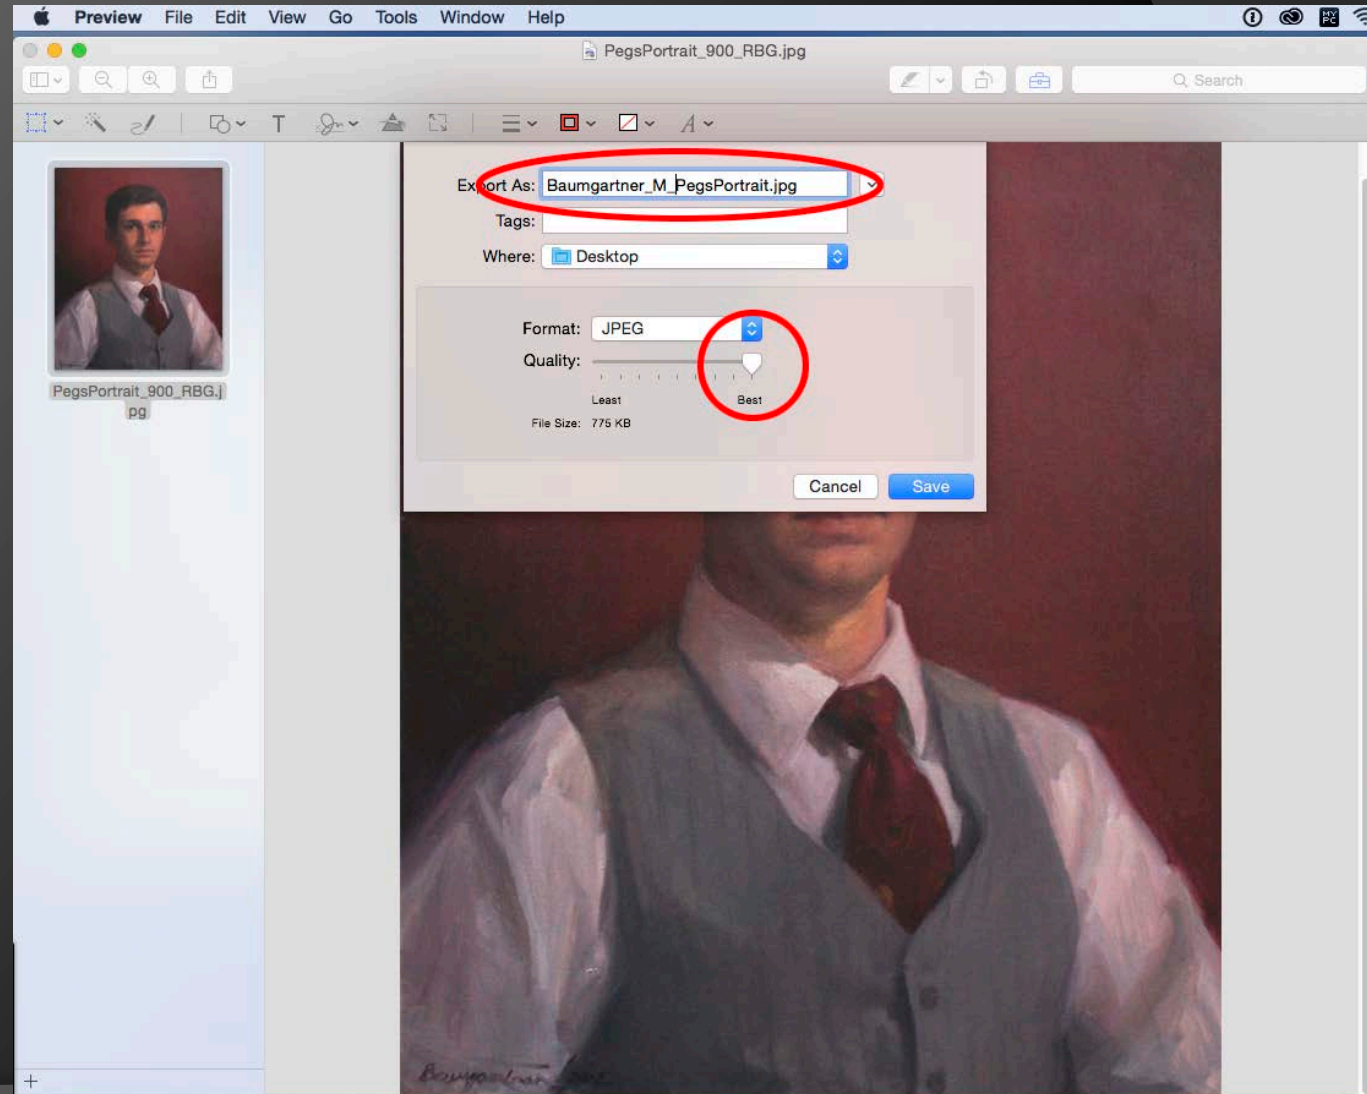 Preview File Edit View Go Tools Window Help
PegsPortrait_900_RBG.jpg
Search
T
A
Export As: Baumgartner_M_PegsPortrait.jpg
Tags:
Where: Desktop
Format: JPEG
Quality:
Least Best
File Size: 775 KB
Cancel Save
PegsPortrait_900_RBG.j
pg
Baumgartner